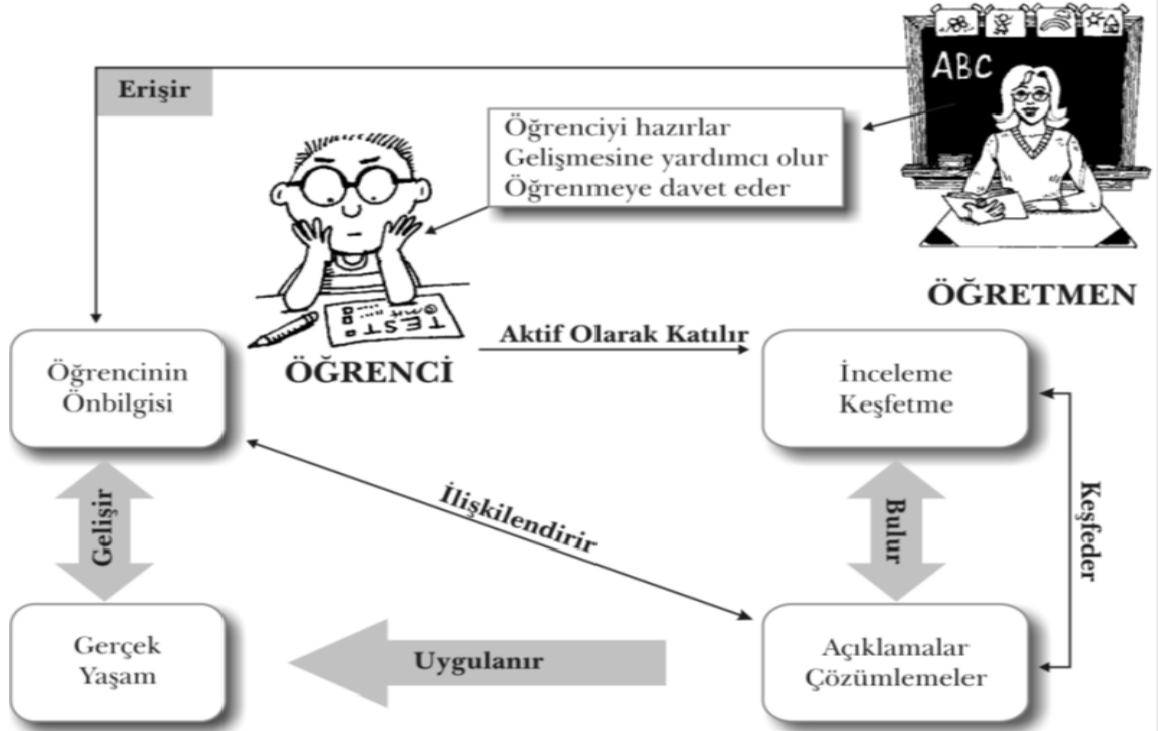 ABC
Erişir
Öğrenciyi hazırlar
Gelişmesine yardımcı olur
Öğrenmeye davet eder
ÖĞRETMEN
TEST
ÖĞRENCİ
Aktif Olarak Katılır
Öğrencinin
Önbilgisi
İnceleme
Keşfetme
İlişkilendirir
Gelişir
Bulur
Keşfeder
Gerçek
Yaşam
Uygulanır
Açıklamalar
Çözümlemeler